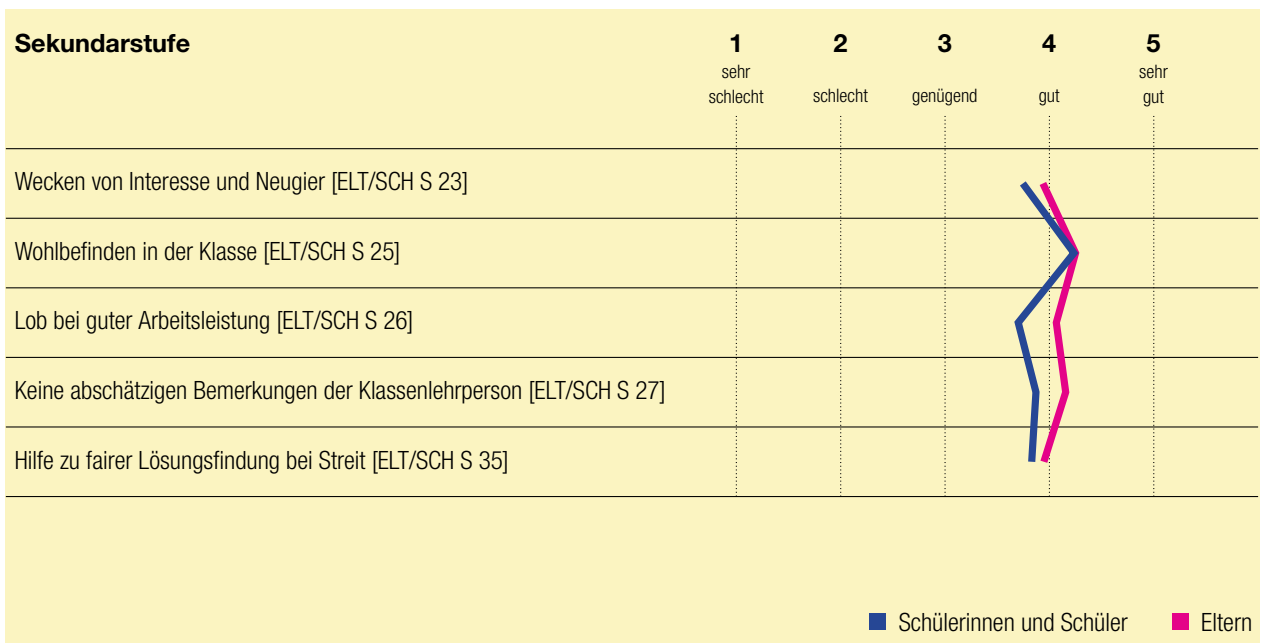 Sekundarstufe 1 2 3 4 5
sehr sehr
schlecht schlecht genügend gut gut
Wecken von Interesse und Neugier [ELT/SCH S 23]
Wohlbefinden in der Klasse [ELT/SCH S 25]
Lob bei guter Arbeitsleistung [ELT/SCH S 26]
Keine abschätzigen Bemerkungen der Klassenlehrperson [ELT/SCH S 27]
Hilfe zu fairer Lösungsfindung bei Streit [ELT/SCH S 35]
Schülerinnen und Schüler Eltern